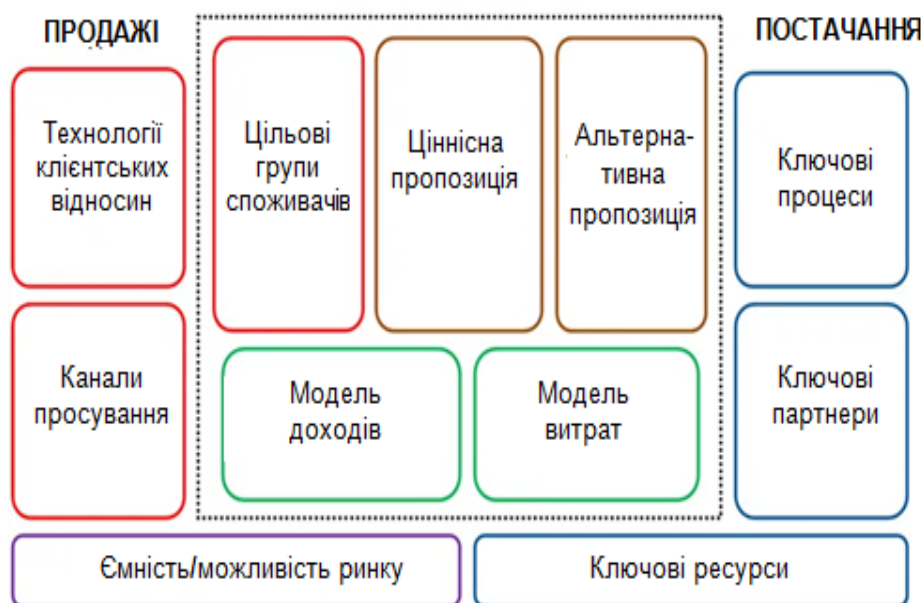 ПРОДАЖІ
ПОСТАЧАННЯ
Технології
клієнтських
відносин
Цільові
групи
споживачів
Ціннісна
пропозиція
Альтерна-
тивна
пропозиція
Ключові
процеси
Канали
просування
Модель
доходів
Модель
витрат
Ключові
партнери
Ємність/можливість ринку
Ключові ресурси